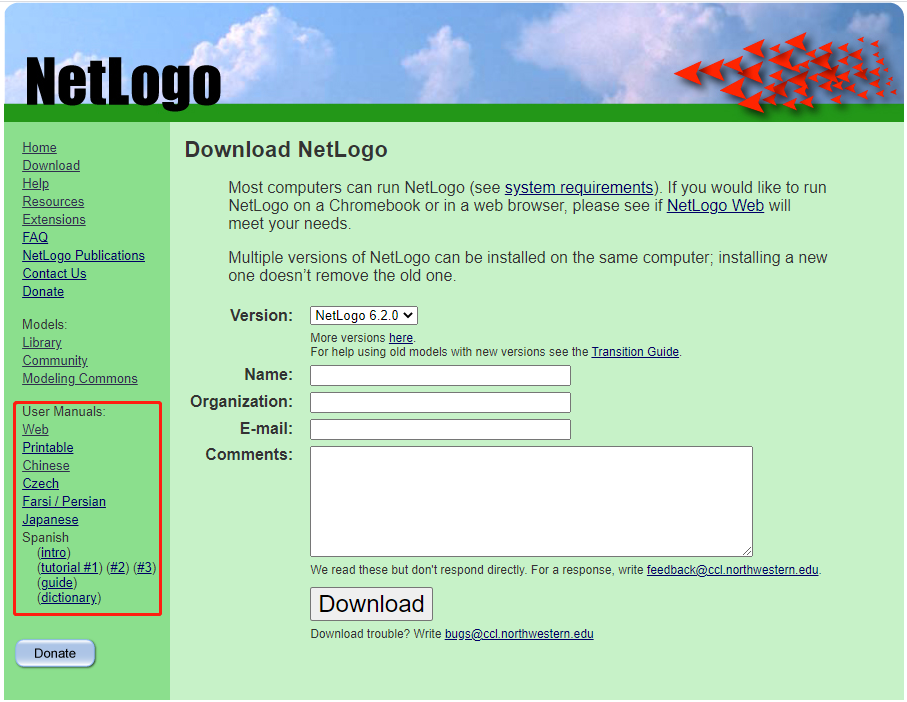 NetLogo
Home
Download
Help
Resources
Extensions
FAQ
NetLogo Publications
Contact Us
Donate
Models:
Library
Community
Modeling Commons
User Manuals:
Web
Printable
Chinese
Czech
Farsi / Persian
Japanese
Spanish
(intro)
(tutorial #1) (#2) (#3)
(guide)
(dictionary)
Donate
Download NetLogo
Most computers can run NetLogo (see system requirements). If you would like to run
NetLogo on a Chromebook or in a web browser, please see if NetLogo Web will
meet your needs.
Multiple versions of NetLogo can be installed on the same computer; installing a new
one doesn't remove the old one.
Version: NetLogo 6.2.0
More versions here.
For help using old models with new versions see the Transition Guide.
Name:
Organization:
E-mail:
Comments:
We read these but don't respond directly. For a response, write feedback@ccl.northwestern.edu.
Download
Download trouble? Write bugs@ccl.northwestern.edu